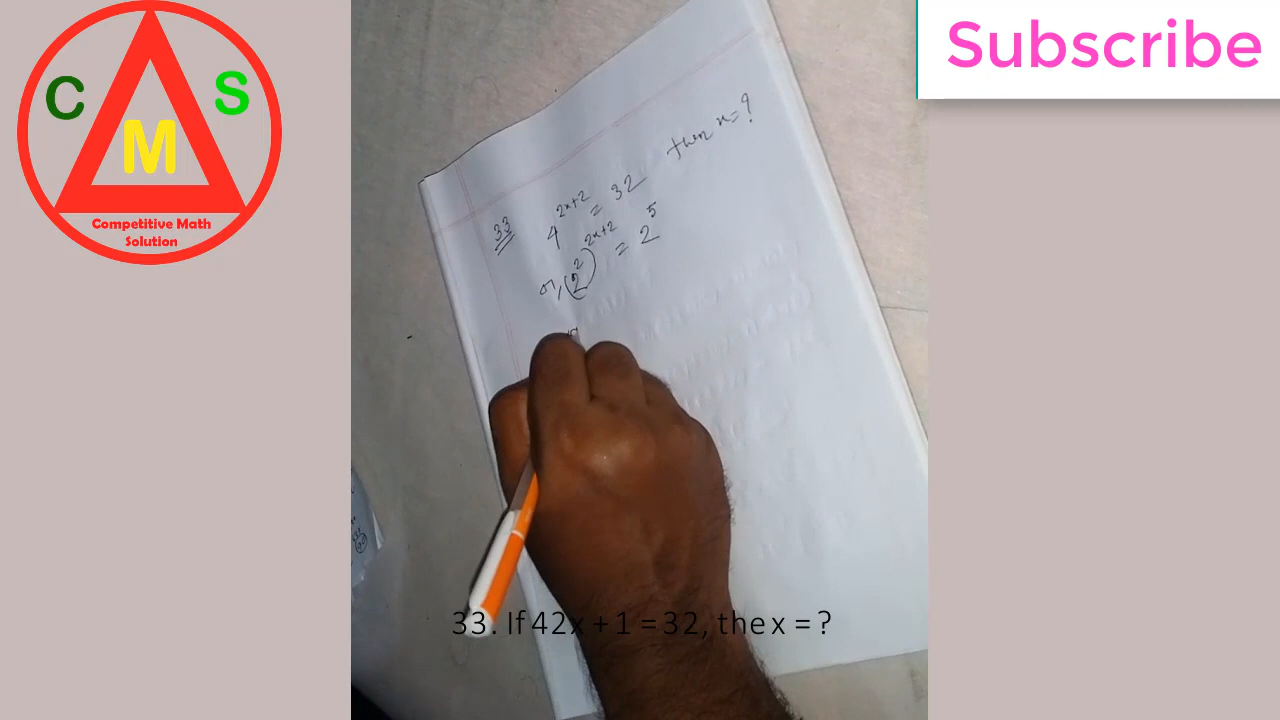 Subscribe
C M S
Competitive Math
Solution
then x = ?
33 4^{2x+2} = 32
or, (2^2)^{2x+2} = 2^5
33. If 42x + 1 = 32, the x = ?